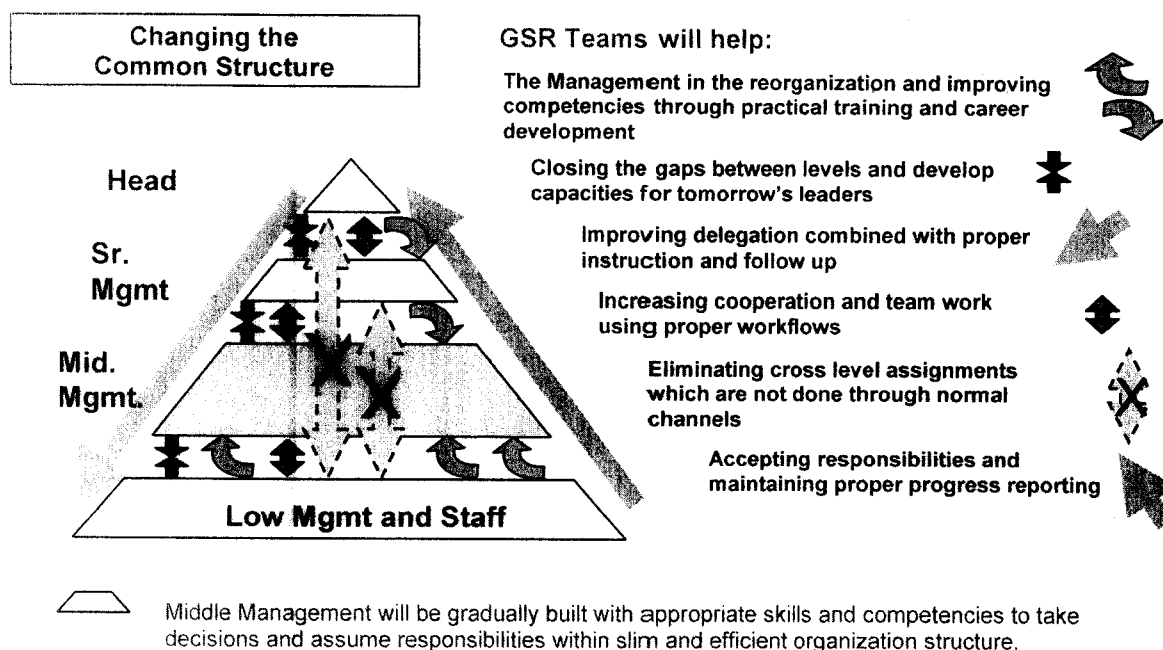 Changing the
Common Structure
GSR Teams will help:
The Management in the reorganization and improving
competencies through practical training and career
development
Closing the gaps between levels and develop
capacities for tomorrow's leaders
Improving delegation combined with proper
instruction and follow up
Increasing cooperation and team work
using proper workflows
Eliminating cross level assignments
which are not done through normal
channels
Accepting responsibilities and
maintaining proper progress reporting
Head
Sr.
Mgmt
Mid.
Mgmt.
Low Mgmt and Staff
Middle Management will be gradually built with appropriate skills and competencies to take
decisions and assume responsibilities within slim and efficient organization structure.